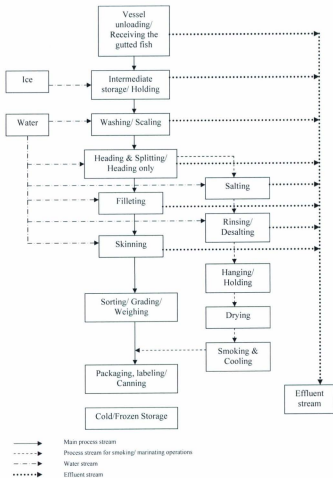 Vessel
unloading/
Receiving the
gutted fish
Ice
Intermediate
storage/ Holding
Water
Washing/ Scaling
Heading & Splitting/
Heading only
Salting
Filleting
Rinsing/
Desalting
Skinning
Hanging/
Holding
Sorting/ Grading/
Weighing
Drying
Smoking &
Cooling
Packaging, labeling/
Canning
Effluent
stream
Cold/Frozen Storage
Main process stream
Process stream for smoking/ marinating operations
Water stream
Effluent stream